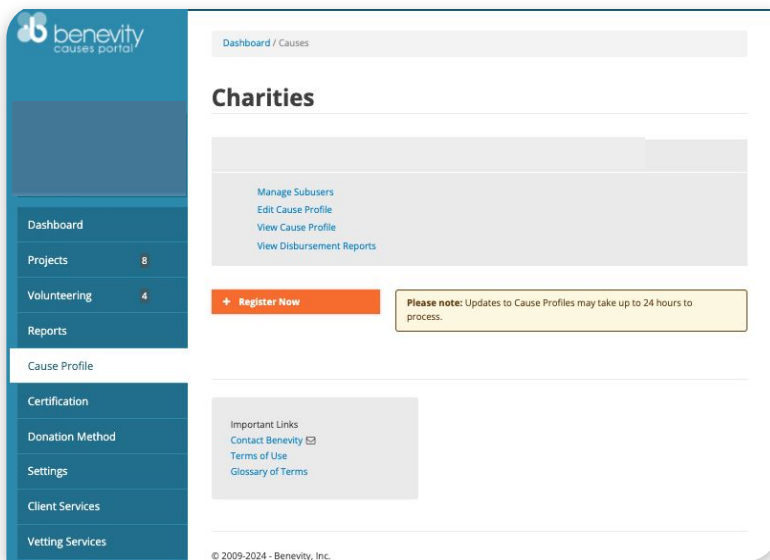 benevity
causes portal
Dashboard
Projects 8
Volunteering 4
Reports
Cause Profile
Certification
Donation Method
Settings
Client Services
Vetting Services
Dashboard / Causes
Charities
Manage Subusers
Edit Cause Profile
View Cause Profile
View Disbursement Reports
+ Register Now
Please note: Updates to Cause Profiles may take up to 24 hours to
process.
Important Links
Contact Benevity
Terms of Use
Glossary of Terms
© 2009-2024 - Benevity, Inc.